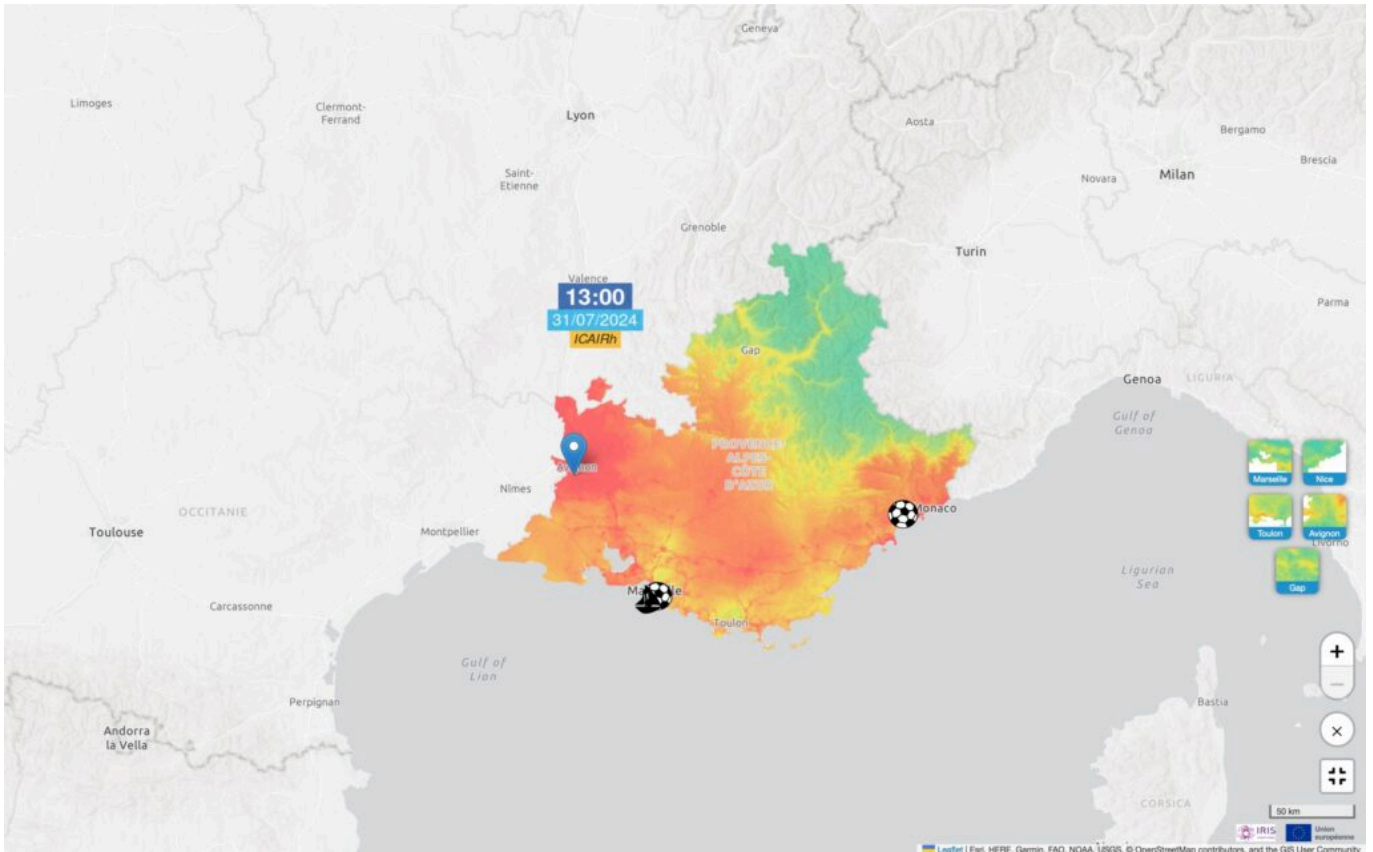 Geneva
Limoges
Clermont-
Ferrand
Lyon
Aosta
Bergamo
Brescia
Saint-
Etienne
Novara
Milan
Grenoble
Turin
Valence
13:00
31/07/2024
ICAIRh
Parma
Gap
Genoa
LIGURIA
Gulf of
Genoa
PROVENCE-
ALPES-
CÔTE
D'AZUR
Nîmes
Marseille
Nice
OCCITANIE
Monaco
Toulouse
Montpellier
Toulon
Avignon
Livorno
Ligurian
Sea
Gap
Carcassonne
Toulon
Gulf of
Lion
Perpignan
Bastia
Andorra
la Vella
CORSICA
50 km
IRIS
Union
européenne
Leaflet | Esri, HERE, Garmin, FAO, NOAA, USGS, © OpenStreetMap contributors, and the GIS User Community